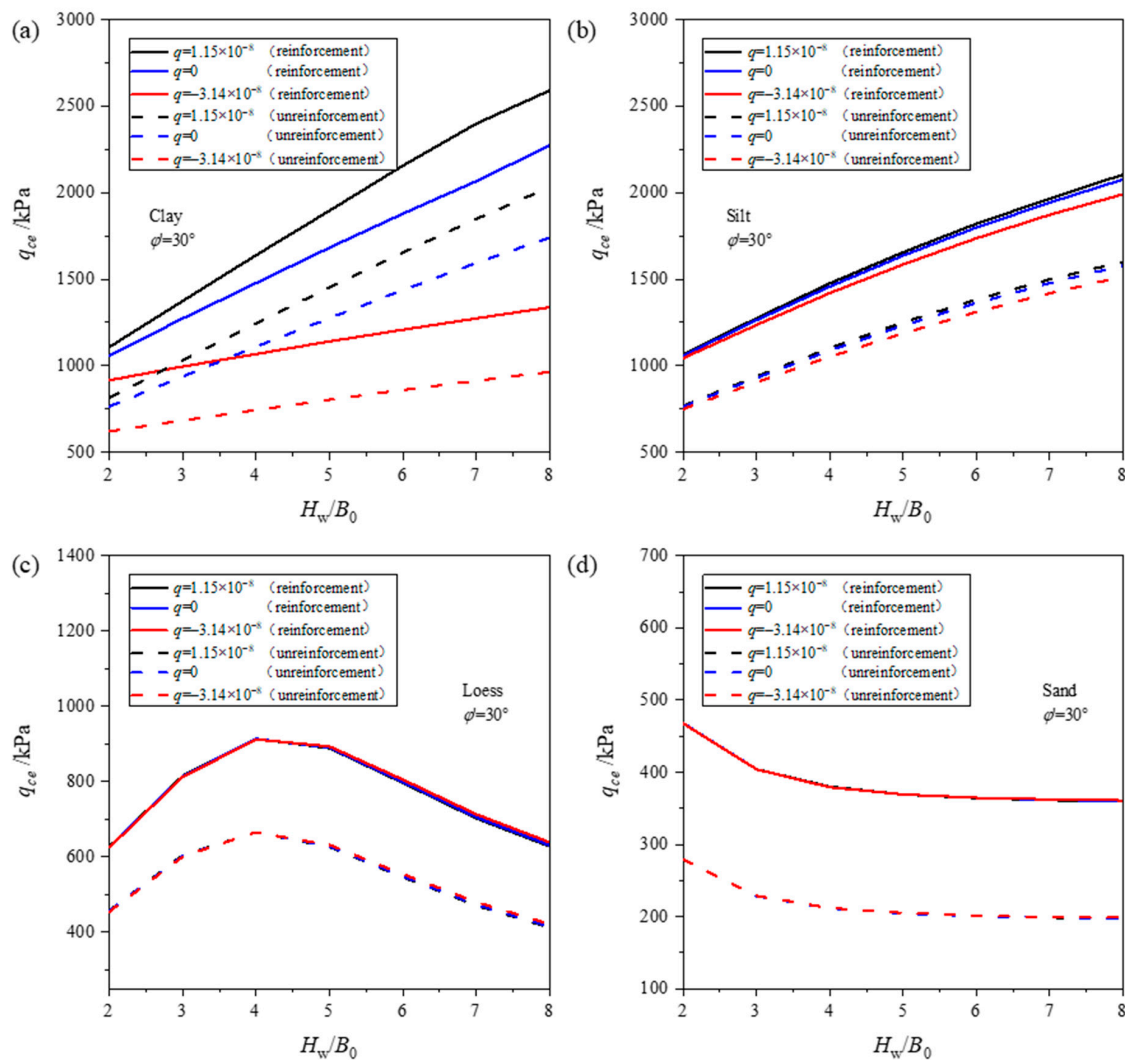 (a)
3000
2500
2000
1500
1000
500
q_ce /kPa
q=1.15×10⁻⁸ （reinforcement）
q=0 （reinforcement）
q=−3.14×10⁻⁸（reinforcement）
q=1.15×10⁻⁸ （unreinforcement）
q=0 （unreinforcement）
q=−3.14×10⁻⁸（unreinforcement）
Clay
φ'=30°
2 3 4 5 6 7 8
H_w/B_0
(b)
3000
2500
2000
1500
1000
500
q_ce /kPa
q=1.15×10⁻⁸ （reinforcement）
q=0 （reinforcement）
q=−3.14×10⁻⁸（reinforcement）
q=1.15×10⁻⁸ （unreinforcement）
q=0 （unreinforcement）
q=−3.14×10⁻⁸（unreinforcement）
Silt
φ'=30°
2 3 4 5 6 7 8
H_w/B_0
(c)
1400
1200
1000
800
600
400
q_ce /kPa
q=1.15×10⁻⁸ （reinforcement）
q=0 （reinforcement）
q=−3.14×10⁻⁸（reinforcement）
q=1.15×10⁻⁸ （unreinforcement）
q=0 （unreinforcement）
q=−3.14×10⁻⁸（unreinforcement）
Loess
φ'=30°
2 3 4 5 6 7 8
H_w/B_0
(d)
700
600
500
400
300
200
100
q_ce /kPa
q=1.15×10⁻⁸ （reinforcement）
q=0 （reinforcement）
q=−3.14×10⁻⁸（reinforcement）
q=1.15×10⁻⁸ （unreinforcement）
q=0 （unreinforcement）
q=−3.14×10⁻⁸（unreinforcement）
Sand
φ'=30°
2 3 4 5 6 7 8
H_w/B_0